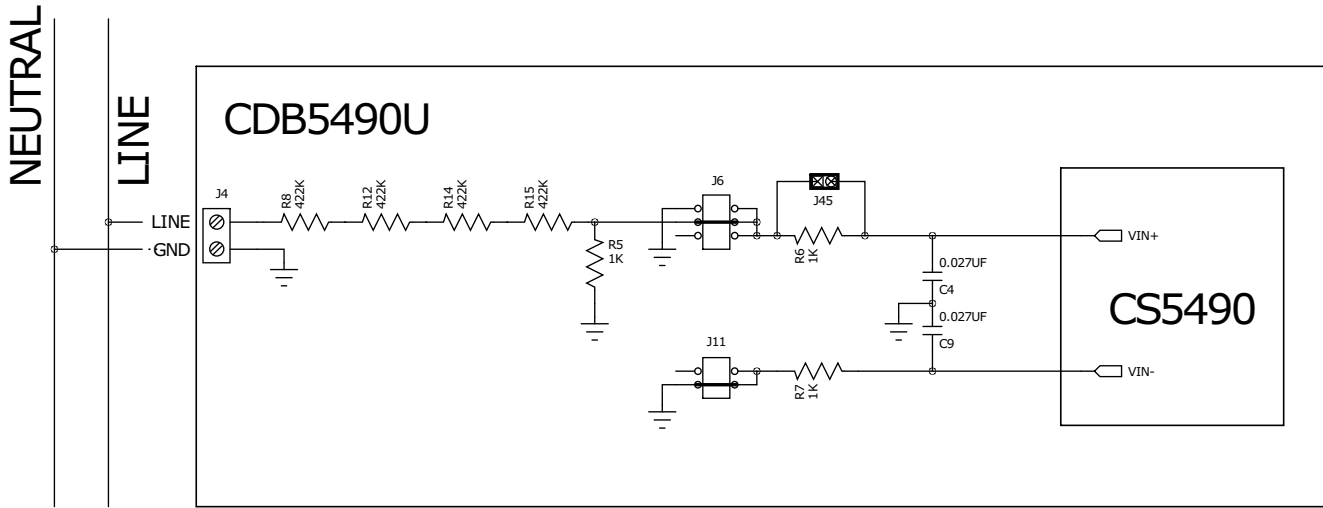 NEUTRAL
LINE
CDB5490U
J4
LINE
GND
R8
422K
R12
422K
R14
422K
R15
422K
R5
1K
J6
J45
R6
1K
VIN+
0.027UF
C4
0.027UF
C9
CS5490
J11
R7
1K
VIN-